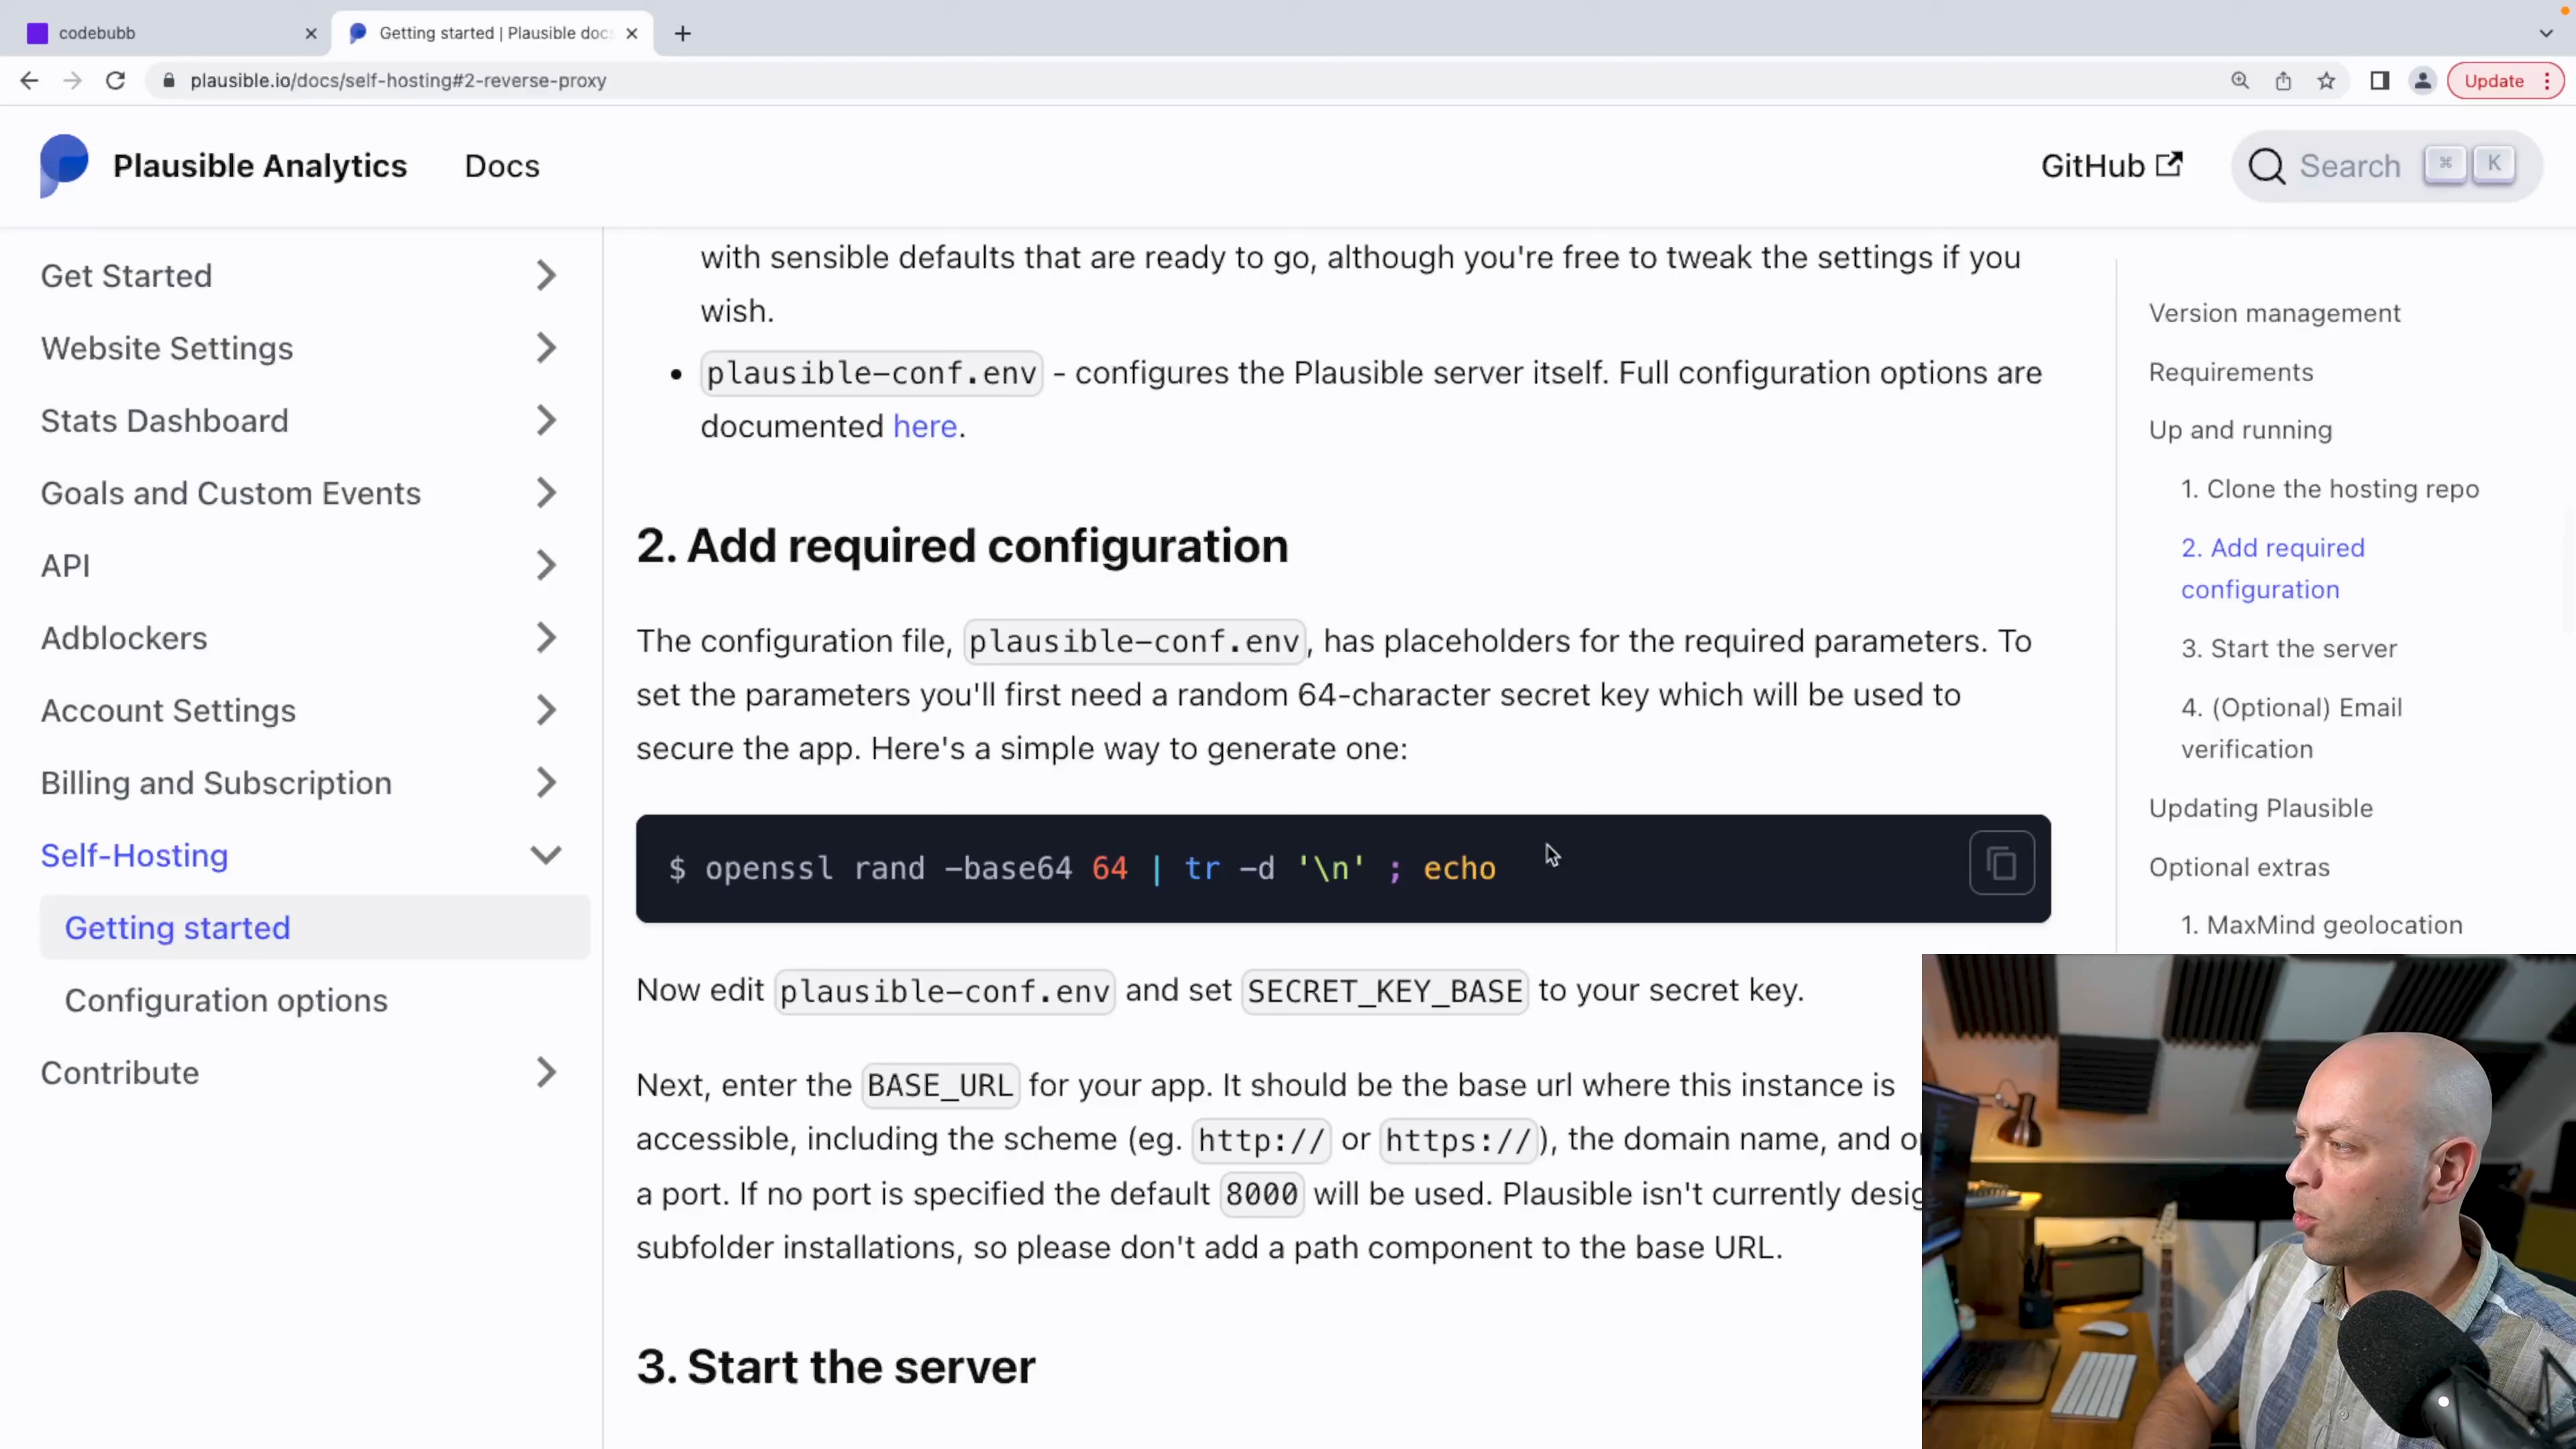 codebubb
Getting started | Plausible doc
plausible.io/docs/self-hosting#2-reverse-proxy
Update
Plausible Analytics
Docs
GitHub
Search
⌘
K
Get Started
Website Settings
Stats Dashboard
Goals and Custom Events
API
Adblockers
Account Settings
Billing and Subscription
Self-Hosting
Getting started
Configuration options
Contribute
with sensible defaults that are ready to go, although you're free to tweak the settings if you
wish.
• plausible-conf.env - configures the Plausible server itself. Full configuration options are
documented here.
2. Add required configuration
The configuration file, plausible-conf.env, has placeholders for the required parameters. To
set the parameters you'll first need a random 64-character secret key which will be used to
secure the app. Here's a simple way to generate one:
$ openssl rand -base64 64 | tr -d '\n' ; echo
Now edit plausible-conf.env and set SECRET_KEY_BASE to your secret key.
Next, enter the BASE_URL for your app. It should be the base url where this instance is
accessible, including the scheme (eg. http:// or https://), the domain name, and
a port. If no port is specified the default 8000 will be used. Plausible isn't currently
subfolder installations, so please don't add a path component to the base URL.
3. Start the server
Version management
Requirements
Up and running
1. Clone the hosting repo
2. Add required
configuration
3. Start the server
4. (Optional) Email
verification
Updating Plausible
Optional extras
1. MaxMind geolocation